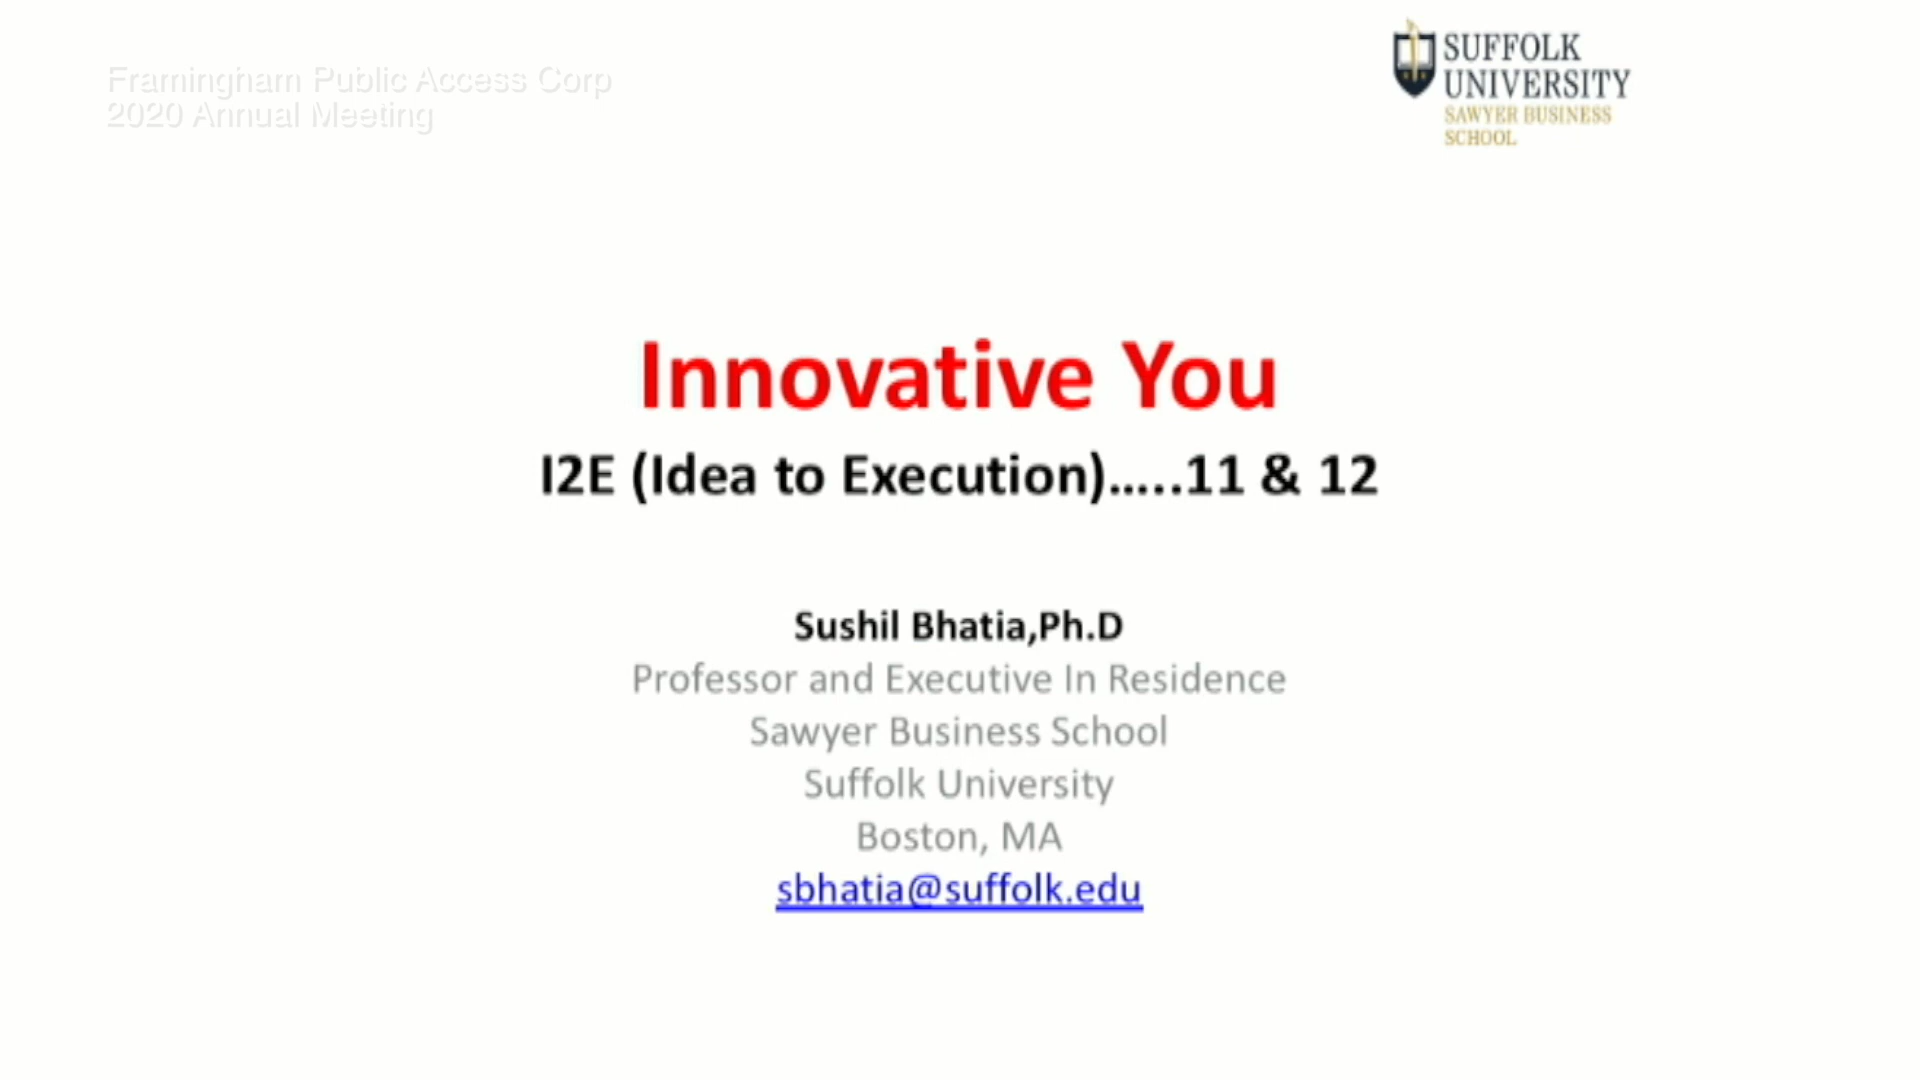 Framingham Public Access Corp
2020 Annual Meeting
SUFFOLK
UNIVERSITY
SAWYER BUSINESS
SCHOOL
Innovative You
I2E (Idea to Execution)…..11 & 12
Sushil Bhatia,Ph.D
Professor and Executive In Residence
Sawyer Business School
Suffolk University
Boston, MA
sbhatia@suffolk.edu